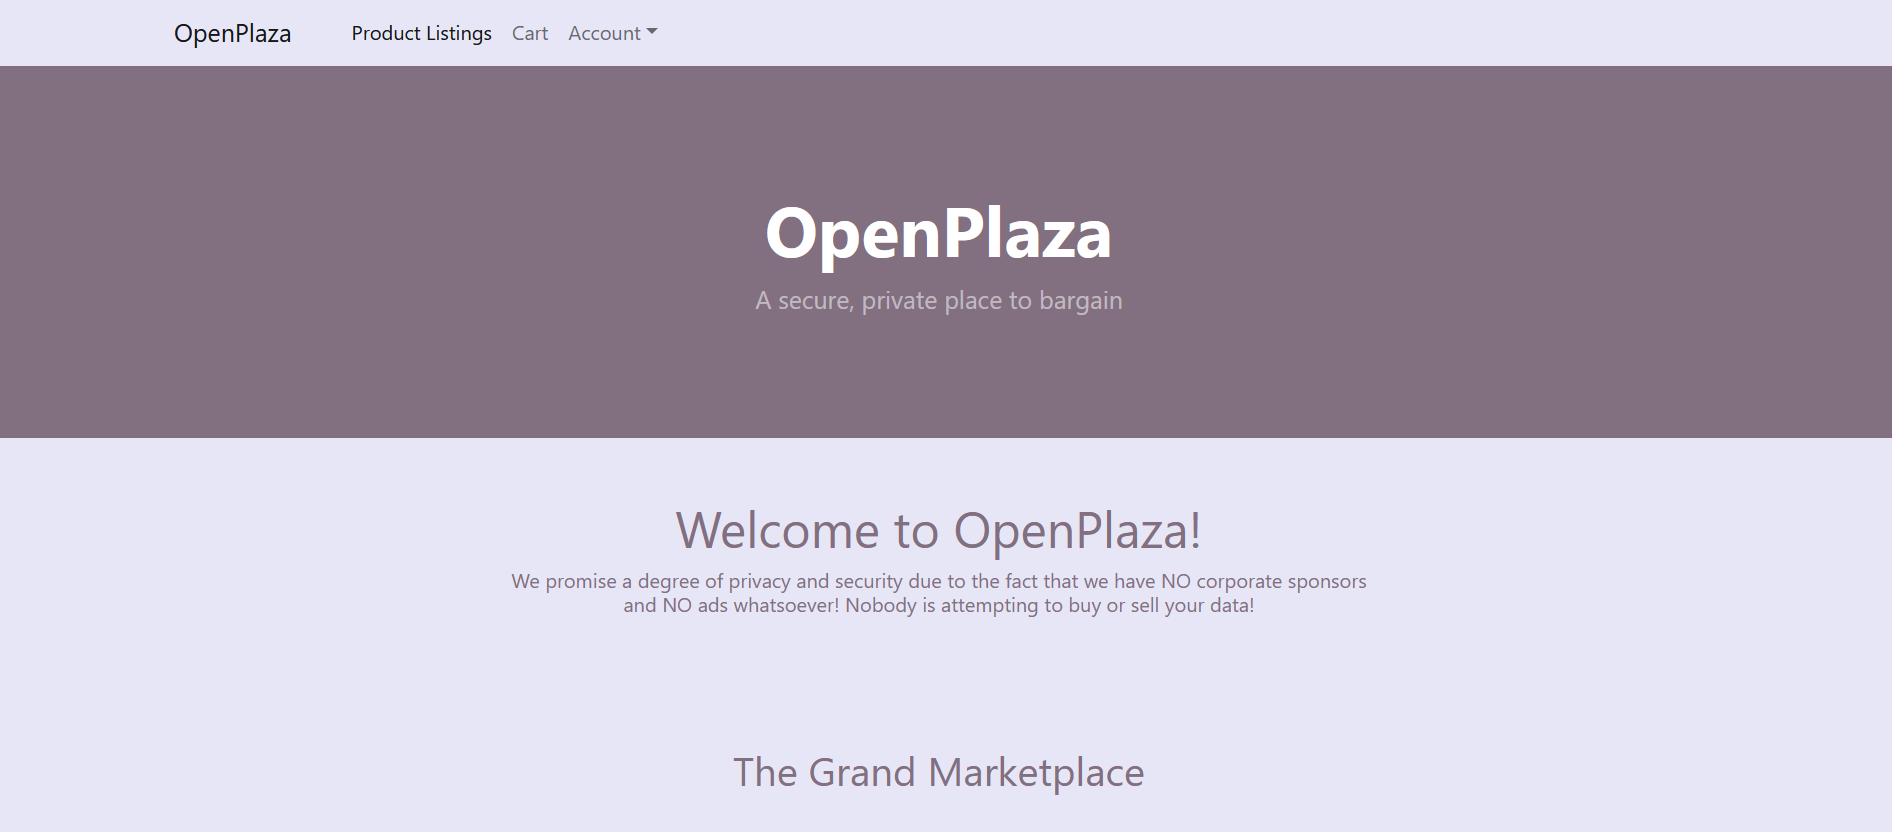 OpenPlaza Product Listings Cart Account
OpenPlaza
A secure, private place to bargain
Welcome to OpenPlaza!
We promise a degree of privacy and security due to the fact that we have NO corporate sponsors
and NO ads whatsoever! Nobody is attempting to buy or sell your data!
The Grand Marketplace